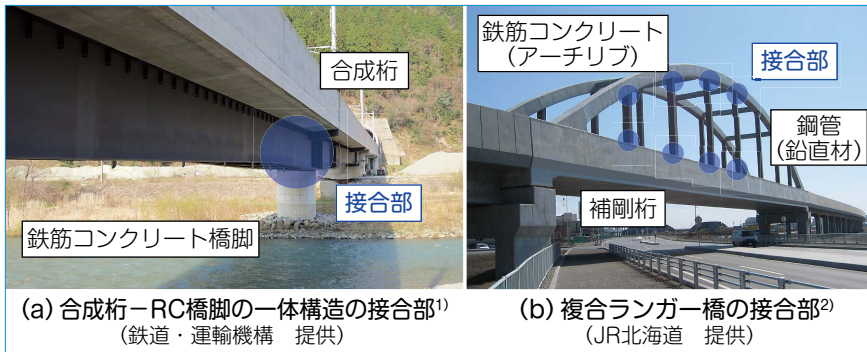 合成桁
接合部
鉄筋コンクリート橋脚
(a) 合成桁－RC橋脚の一体構造の接合部1)
（鉄道・運輸機構　提供）
鉄筋コンクリート
（アーチリブ）
接合部
鋼管
（鉛直材）
補剛桁
(b) 複合ランガー橋の接合部2)
（JR北海道　提供）